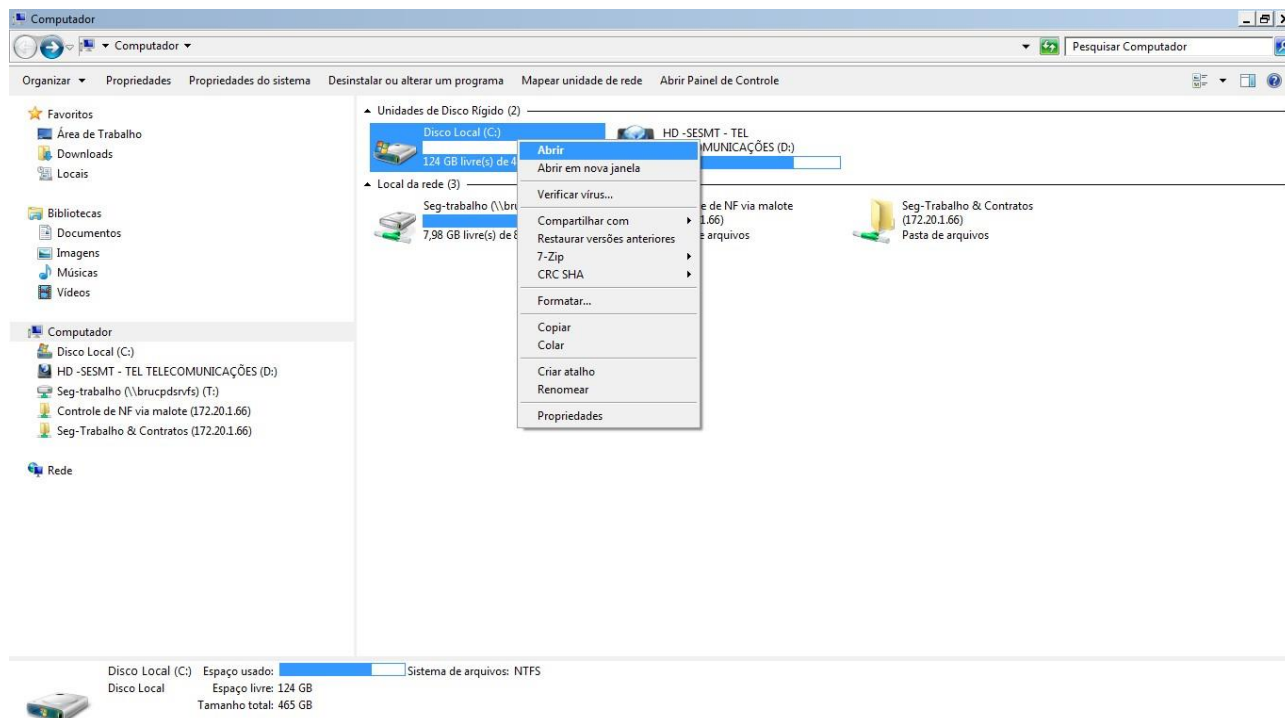 Computador
Computador
Pesquisar Computador
Organizar
Propriedades
Propriedades do sistema
Desinstalar ou alterar um programa
Mapear unidade de rede
Abrir Painel de Controle
Favoritos
Área de Trabalho
Downloads
Locais
Bibliotecas
Documentos
Imagens
Músicas
Vídeos
Computador
Disco Local (C:)
HD -SESMT - TEL TELECOMUNICAÇÕES (D:)
Seg-trabalho (\\brucpdsrvfs) (T:)
Controle de NF via malote (172.20.1.66)
Seg-Trabalho & Contratos (172.20.1.66)
Rede
Unidades de Disco Rígido (2)
Disco Local (C:)
124 GB livre(s) de 4
HD -SESMT - TEL
MUNICAÇÕES (D:)
Local da rede (3)
Seg-trabalho (\\bru
7,98 GB livre(s) de
e de NF via malote
1.66)
e arquivos
Seg-Trabalho & Contratos
(172.20.1.66)
Pasta de arquivos
Abrir
Abrir em nova janela
Verificar vírus...
Compartilhar com
Restaurar versões anteriores
7-Zip
CRC SHA
Formatar...
Copiar
Colar
Criar atalho
Renomear
Propriedades
Disco Local (C:) Espaço usado: Sistema de arquivos: NTFS
Disco Local Espaço livre: 124 GB
Tamanho total: 465 GB